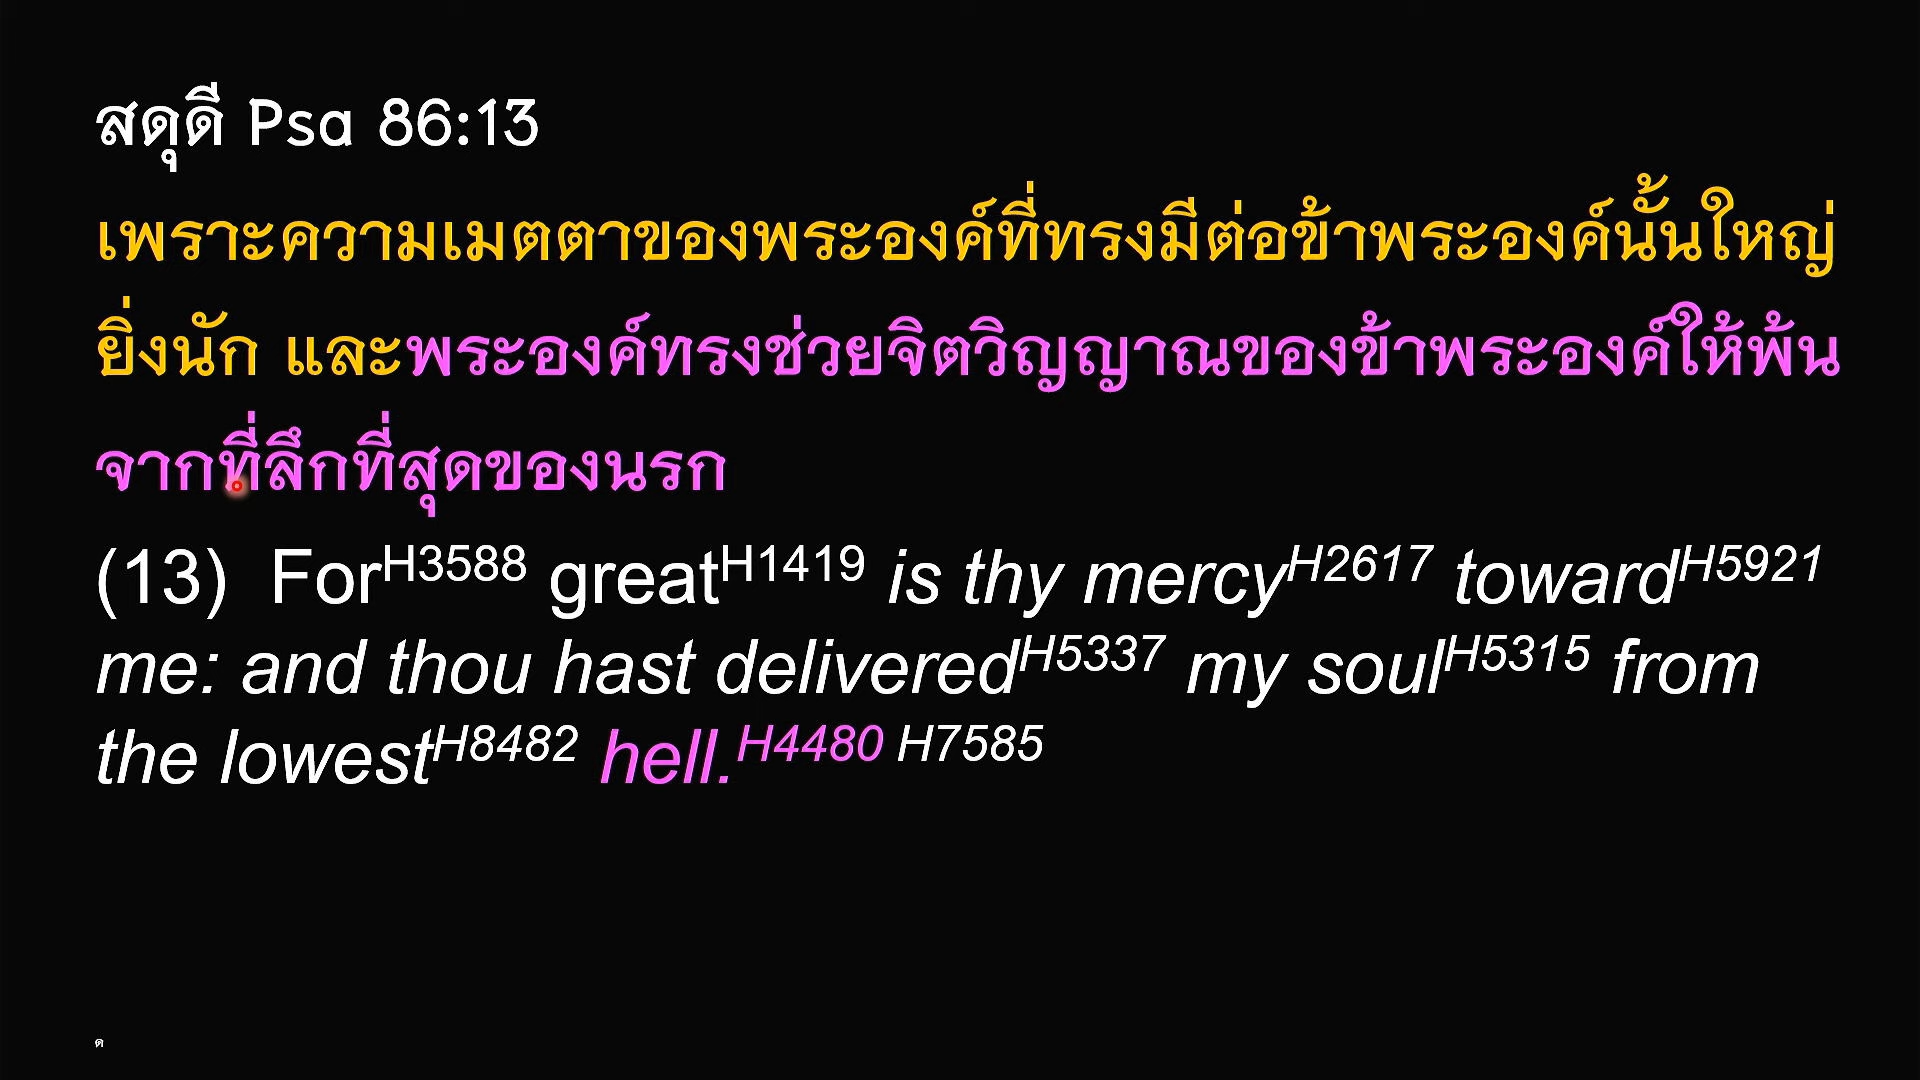 สดุดี Psa 86:13
เพราะความเมตตาของพระองค์ที่ทรงมีต่อข้าพระองค์นั้นใหญ่
ยิ่งนัก และพระองค์ทรงช่วยจิตวิญญาณของข้าพระองค์ให้พ้น
จากที่ลึกที่สุดของนรก
(13) ForH3588 greatH1419 is thy mercyH2617 towardH5921
me: and thou hast deliveredH5337 my soulH5315 from
the lowestH8482 hell.H4480 H7585
ด